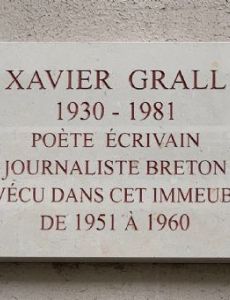 XAVIER GRALL
1930 - 1981
POÈTE ÉCRIVAIN
JOURNALISTE BRETON
VÉCU DANS CET IMMEUB
DE 1951 À 1960